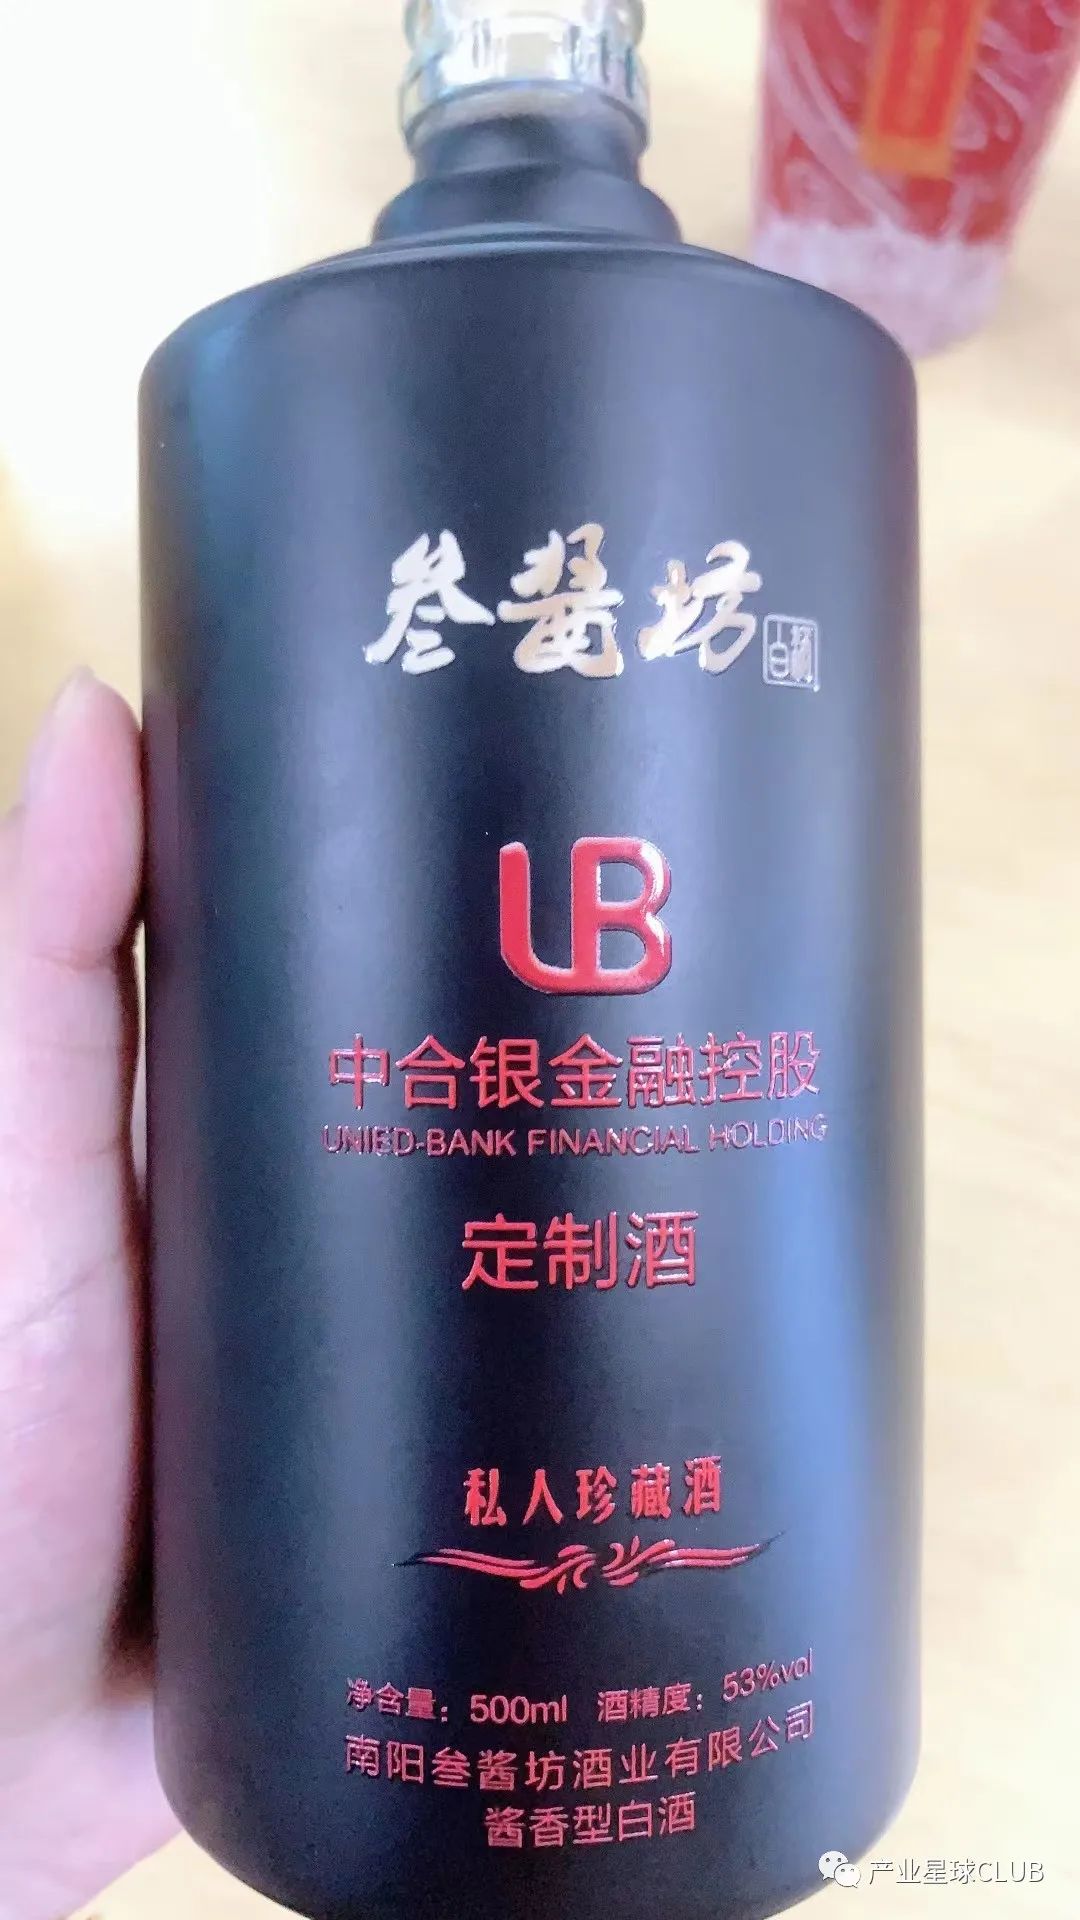 叁酱坊
UB
中合银金融控股
UNIED-BANK FINANCIAL HOLDING
定制酒
私人珍藏酒
净含量：500ml 酒精度：53%vol
南阳叁酱坊酒业有限公司
酱香型白酒
产业星球CLUB